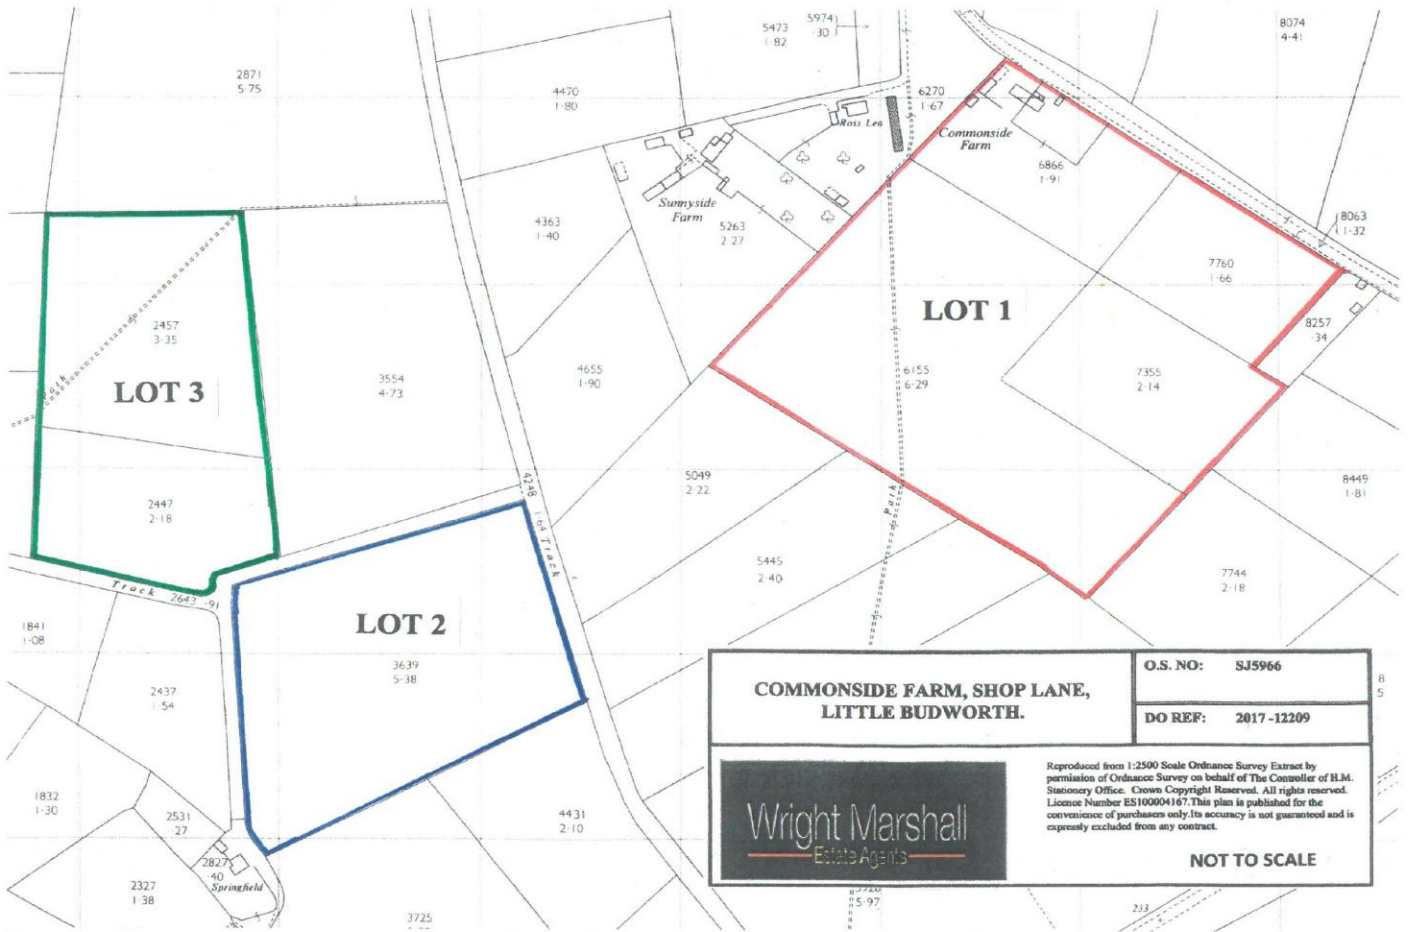 2871
5·75
4470
1·80
5473
1·82
5974
·30
8074
4·41
6270
1·67
Ross Lea
Commonside
Farm
6866
1·91
Sunnyside
Farm
4363
1·40
5263
2·27
8063
1·32
7760
1·66
LOT 1
8257
·34
2457
3·35
LOT 3
Path
3554
4·73
4655
1·90
6155
6·29
7355
2·14
5049
2·22
8449
1·81
2447
2·18
4248
1·64 Track
Path
5445
2·40
7744
2·18
Track 2643 ·91
1841
1·08
LOT 2
3639
5·38
2437
1·54
1832
1·30
2531
·27
2827
·40
Springfield
2327
1·38
3725
4431
2·10
5·97
233
8
5
COMMONSIDE FARM, SHOP LANE,
LITTLE BUDWORTH.
O.S. NO: SJ5966
DO REF: 2017 -12209
Wright Marshall
Estate Agents
Reproduced from 1:2500 Scale Ordnance Survey Extract by
permission of Ordnance Survey on behalf of The Controller of H.M.
Stationery Office. Crown Copyright Reserved. All rights reserved.
Licence Number ES100004167.This plan is published for the
convenience of purchasers only.Its accuracy is not guaranteed and is
expressly excluded from any contract.
NOT TO SCALE